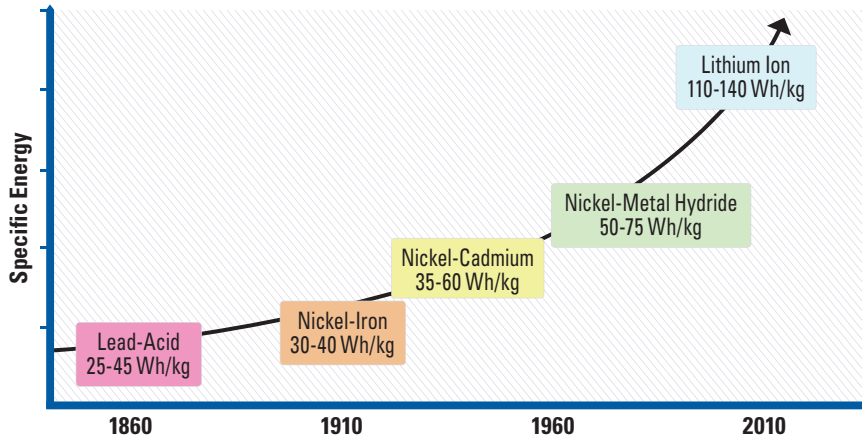 Specific Energy
Lithium Ion
110-140 Wh/kg
Nickel-Metal Hydride
50-75 Wh/kg
Nickel-Cadmium
35-60 Wh/kg
Nickel-Iron
30-40 Wh/kg
Lead-Acid
25-45 Wh/kg
1860
1910
1960
2010